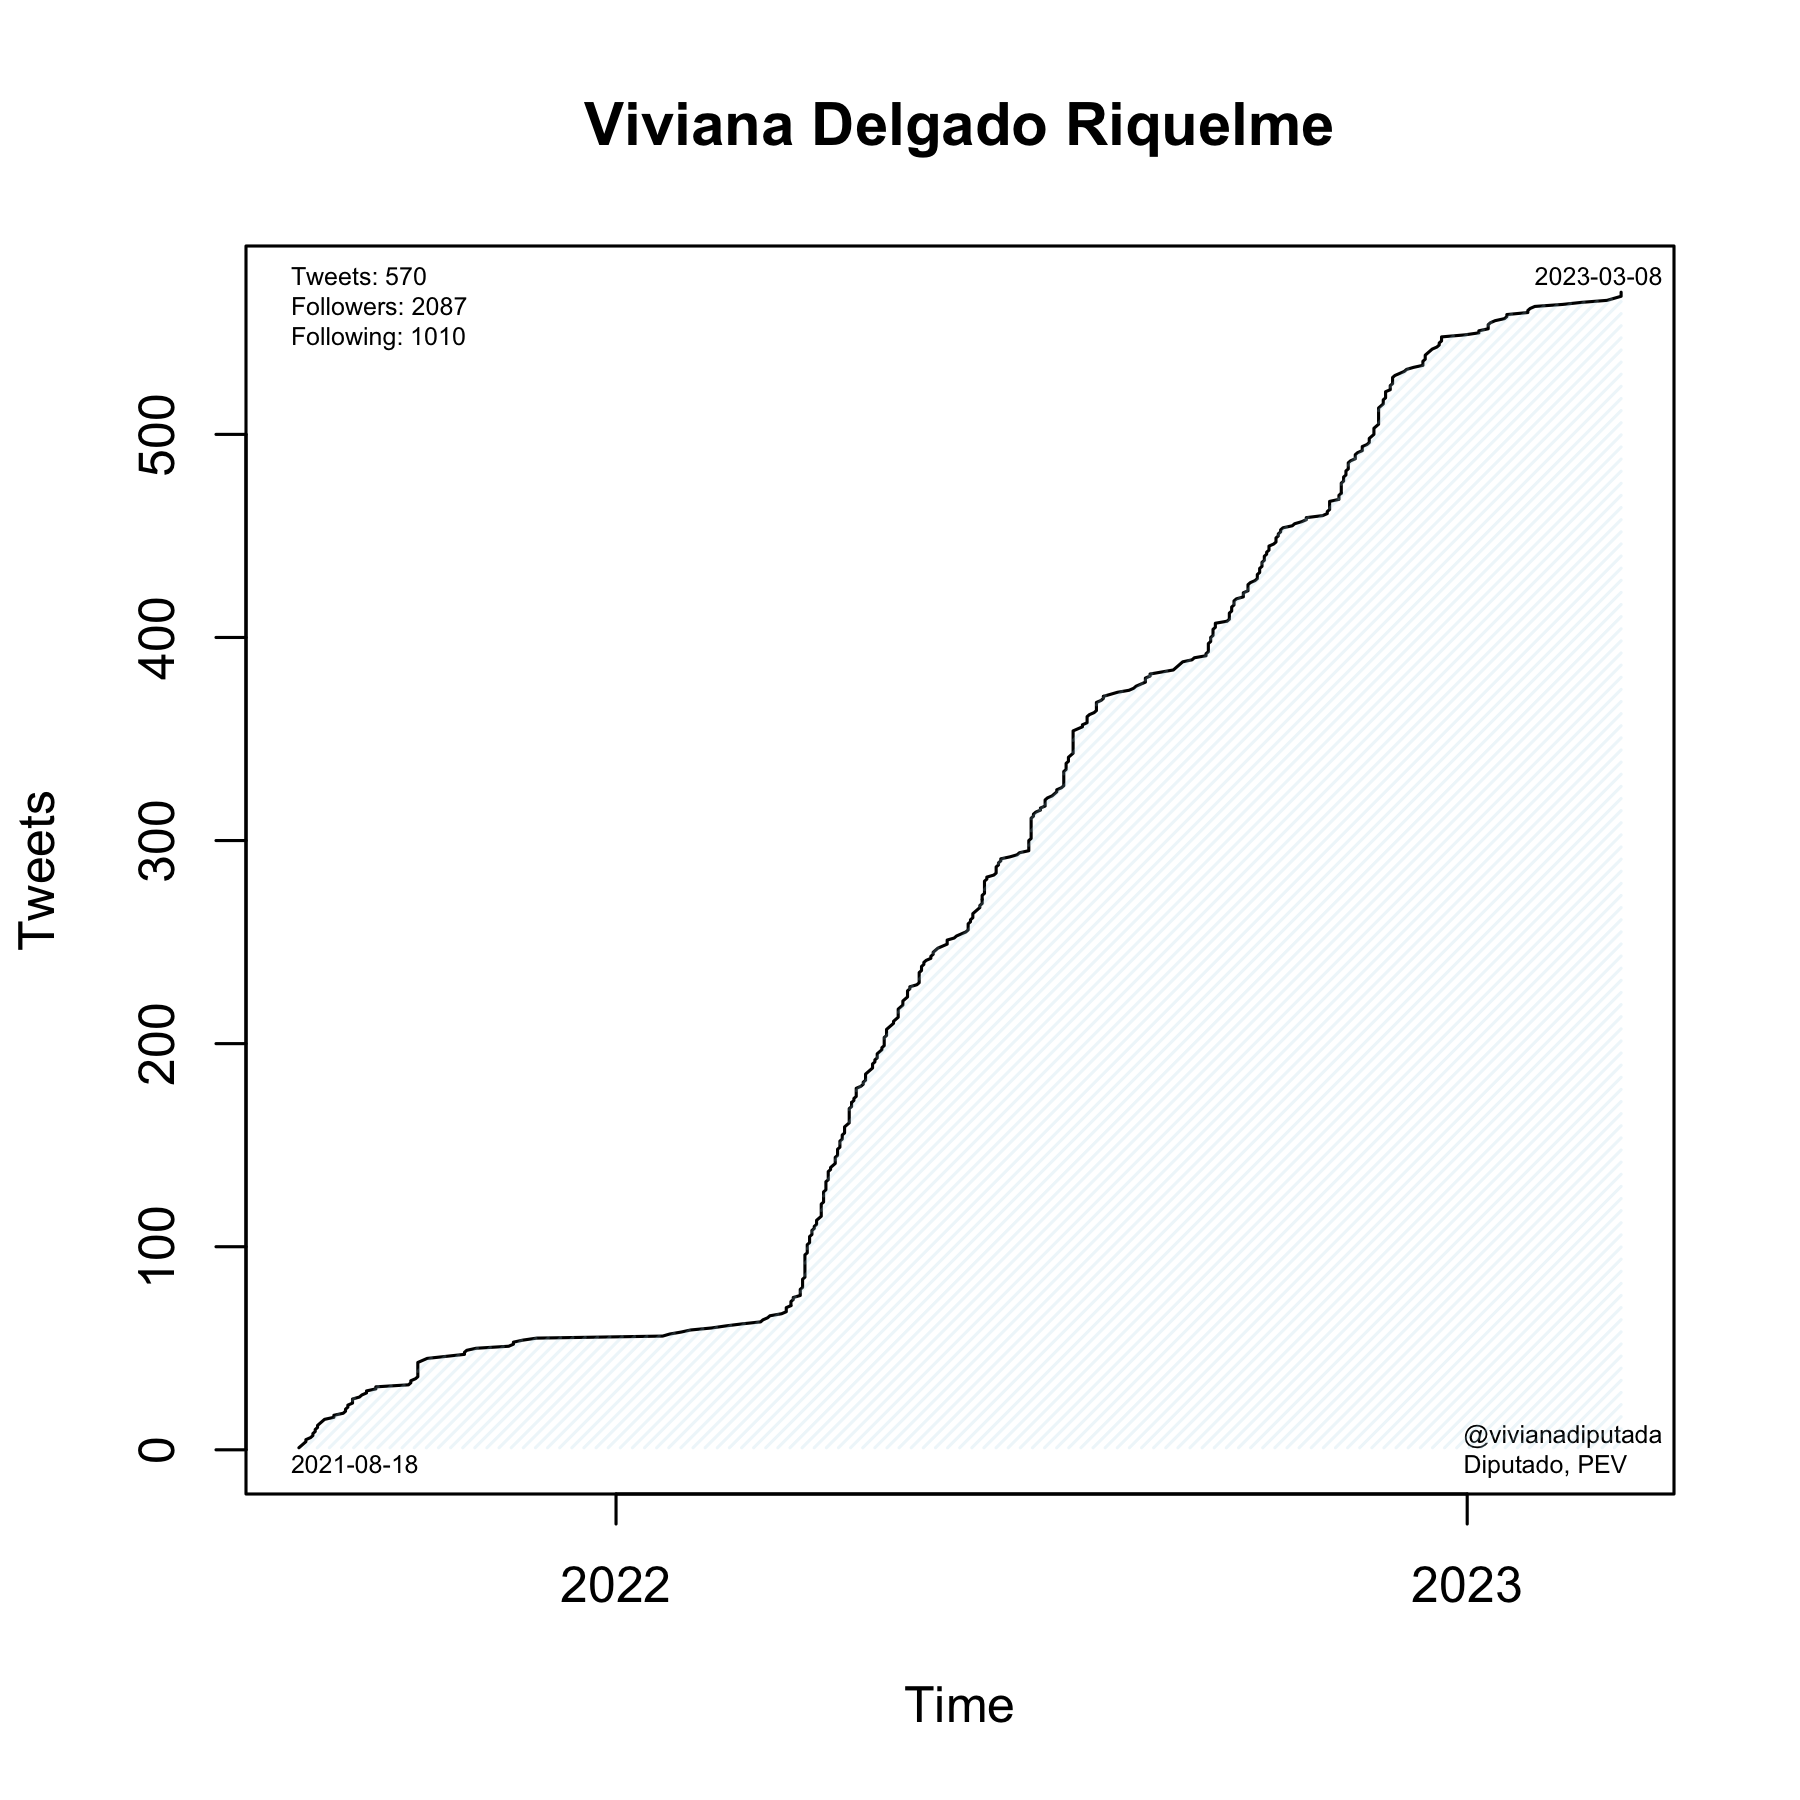 Viviana Delgado Riquelme
Tweets: 570
Followers: 2087
Following: 1010
2023-03-08
500
400
300
200
100
0
Tweets
2021-08-18
@vivianadiputada
Diputado, PEV
2022
2023
Time